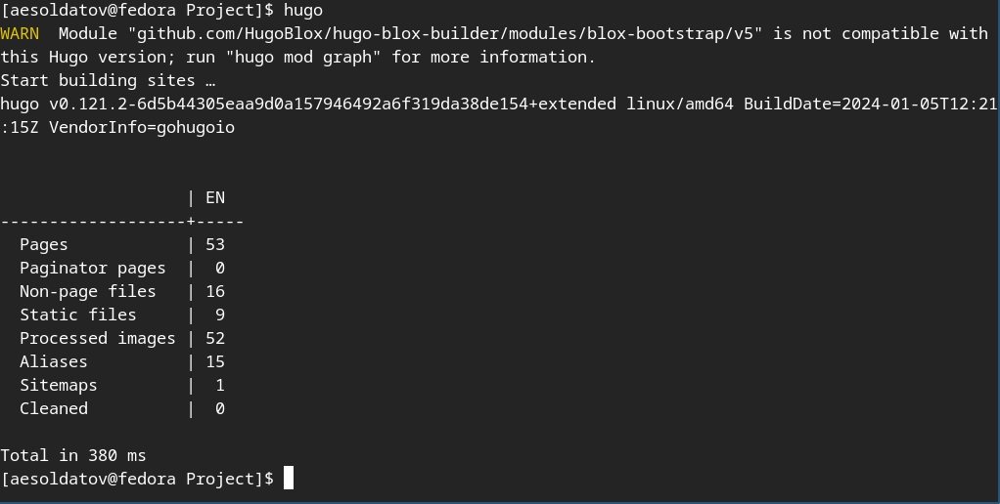 [aesoldatov@fedora Project]$ hugo
WARN  Module "github.com/HugoBlox/hugo-blox-builder/modules/blox-bootstrap/v5" is not compatible with
this Hugo version; run "hugo mod graph" for more information.
Start building sites …
hugo v0.121.2-6d5b44305eaa9d0a157946492a6f319da38de154+extended linux/amd64 BuildDate=2024-01-05T12:21
:15Z VendorInfo=gohugoio
                   | EN
-------------------+-----
  Pages            | 53
  Paginator pages  |  0
  Non-page files   | 16
  Static files     |  9
  Processed images | 52
  Aliases          | 15
  Sitemaps         |  1
  Cleaned          |  0
Total in 380 ms
[aesoldatov@fedora Project]$